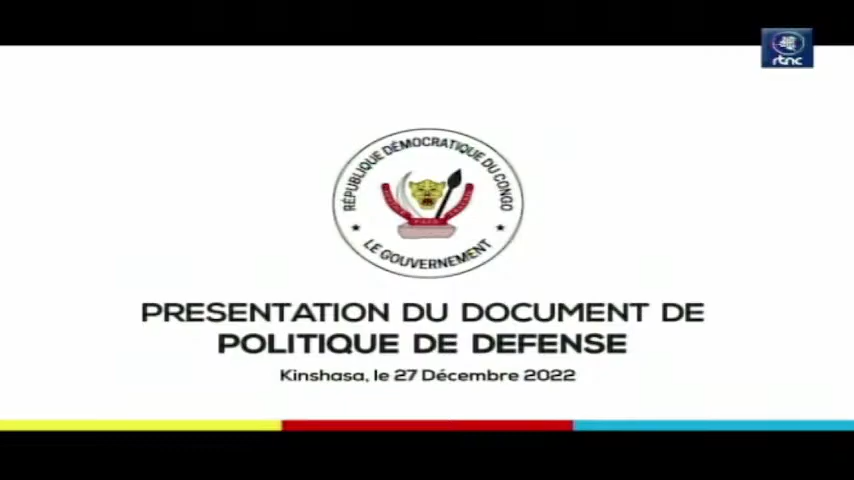 rtnc
RÉPUBLIQUE DÉMOCRATIQUE DU CONGO
LE GOUVERNEMENT
PRESENTATION DU DOCUMENT DE
POLITIQUE DE DEFENSE
Kinshasa, le 27 Décembre 2022